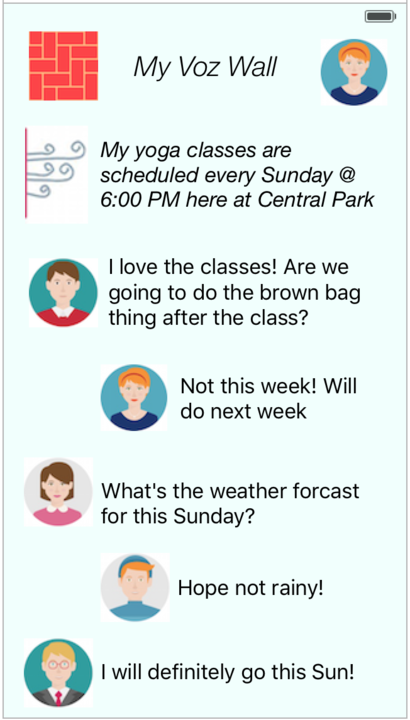 My Voz Wall
My yoga classes are
scheduled every Sunday @
6:00 PM here at Central Park
I love the classes! Are we
going to do the brown bag
thing after the class?
Not this week! Will
do next week
What's the weather forcast
for this Sunday?
Hope not rainy!
I will definitely go this Sun!